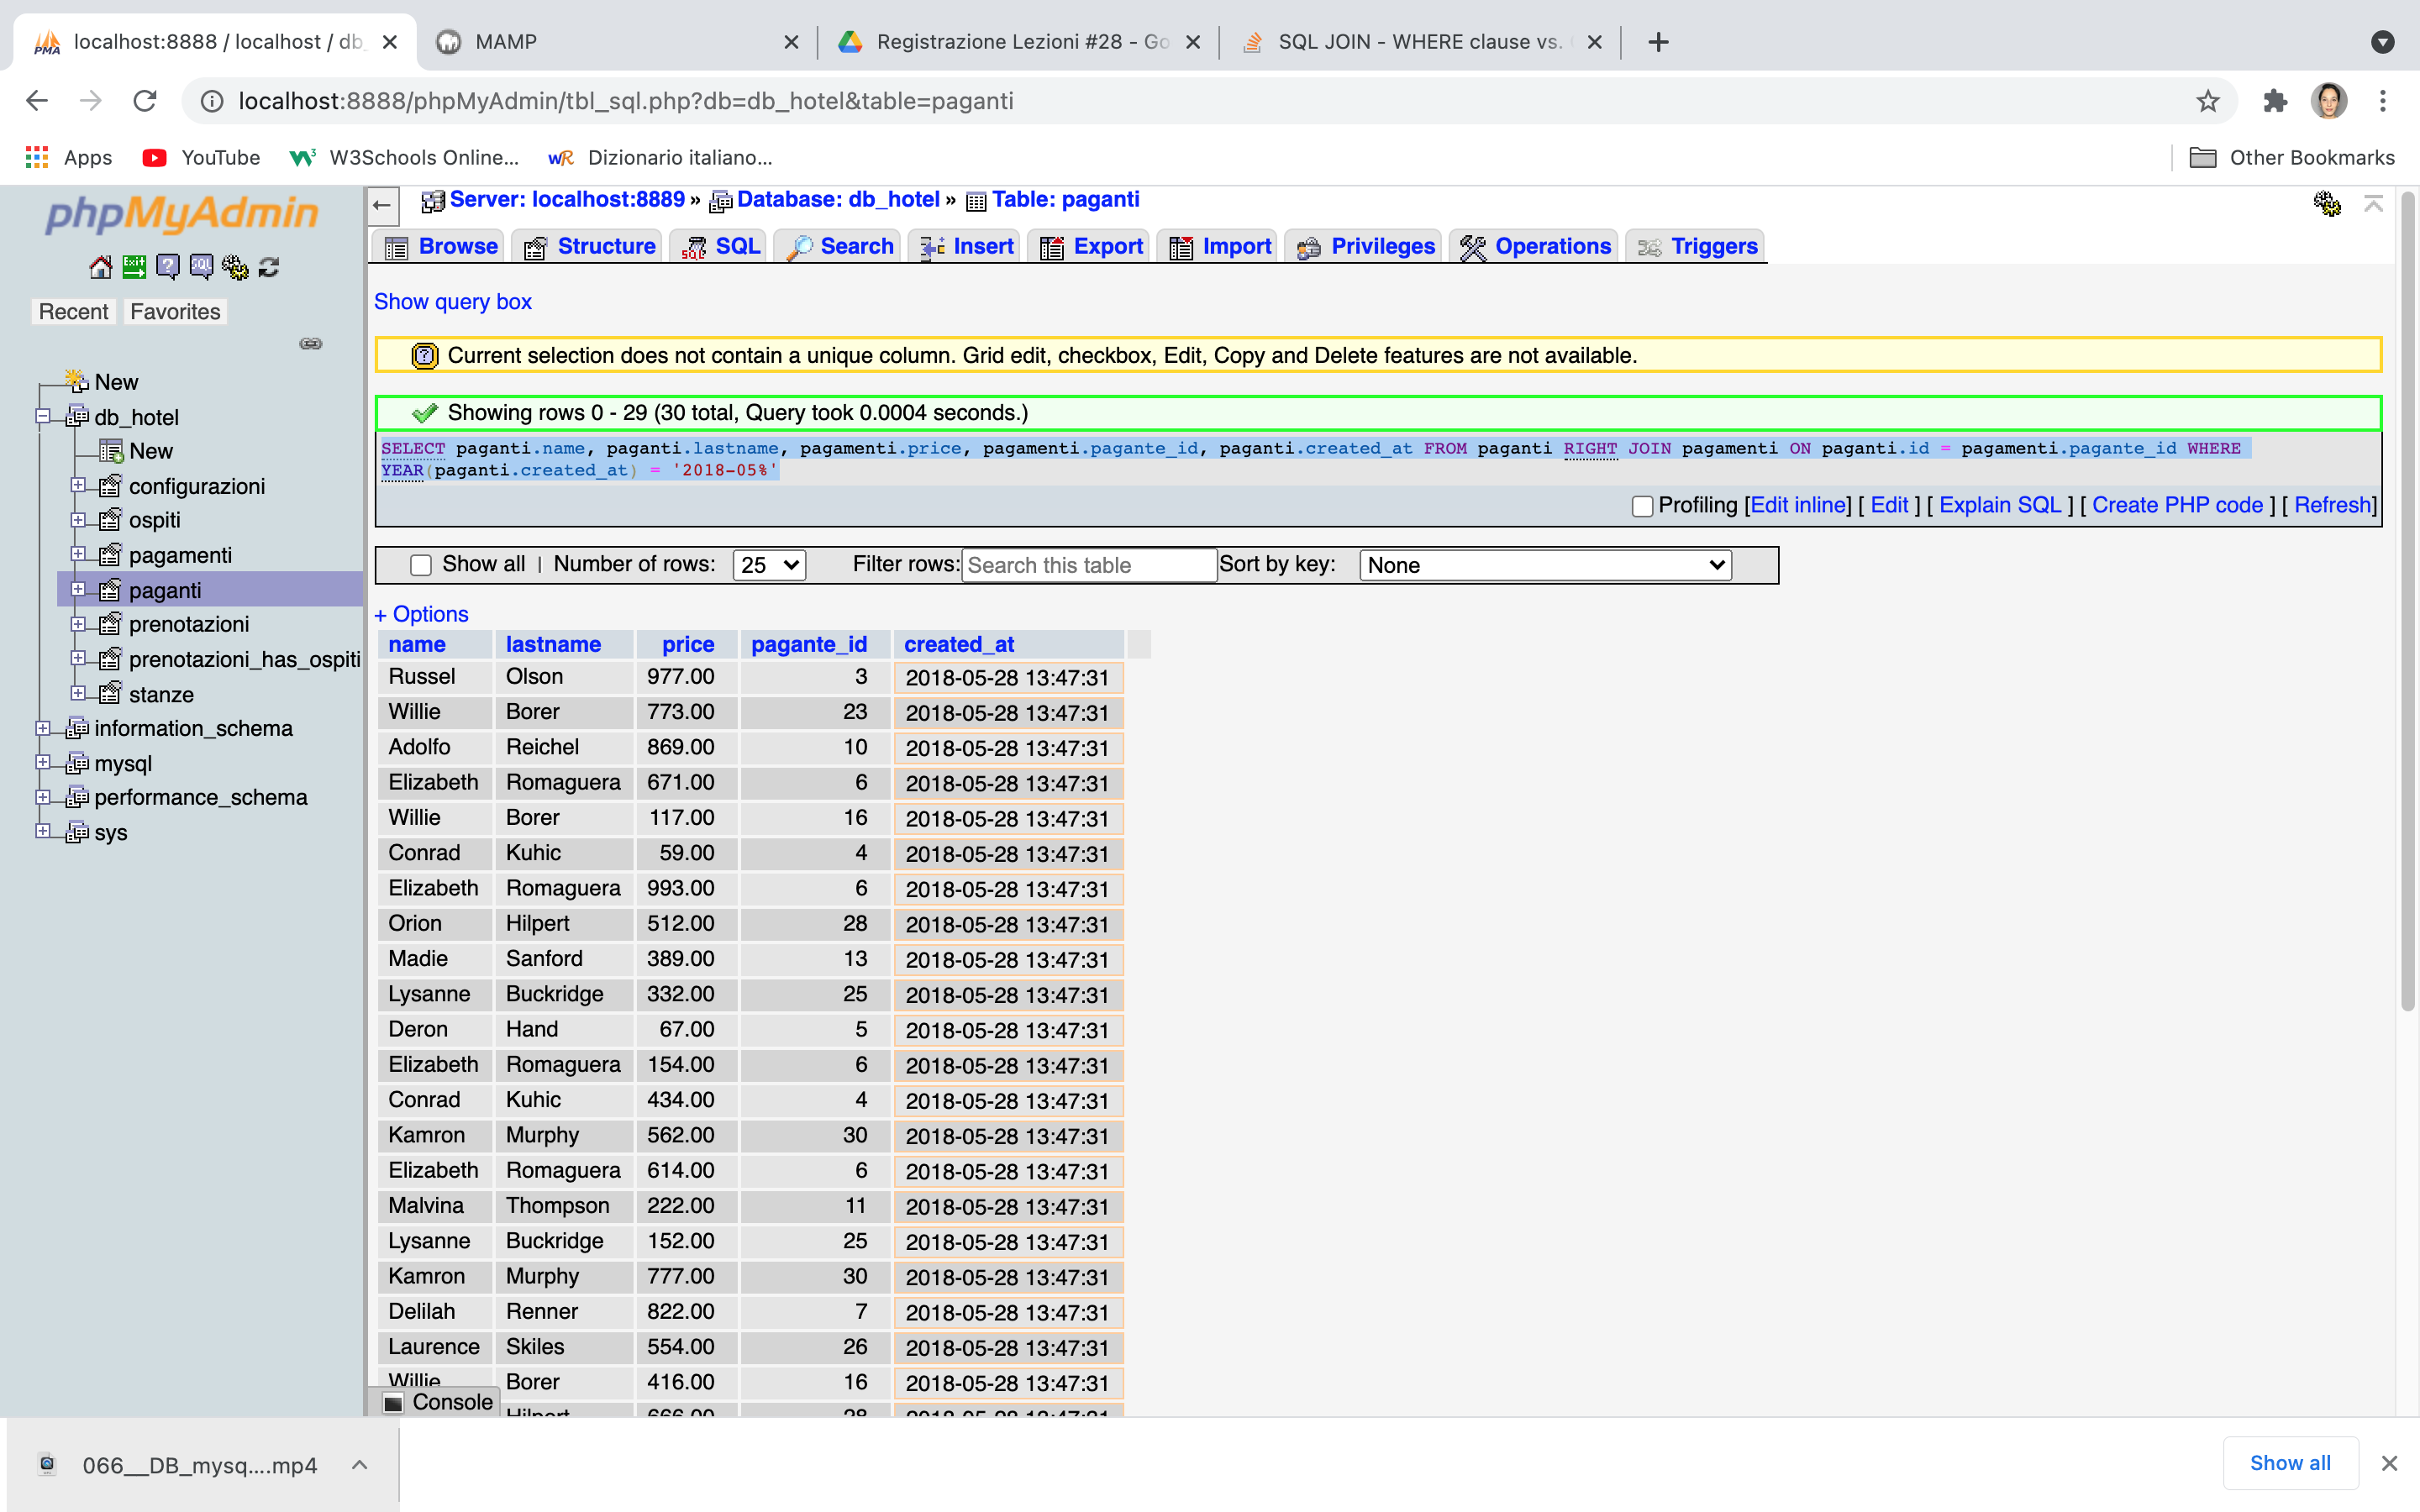 localhost:8888 / localhost / db_
MAMP
Registrazione Lezioni #28 - Go
SQL JOIN - WHERE clause vs.
localhost:8888/phpMyAdmin/tbl_sql.php?db=db_hotel&table=paganti
Apps
YouTube
W3Schools Online...
Dizionario italiano...
Other Bookmarks
phpMyAdmin
Recent
Favorites
New
db_hotel
New
configurazioni
ospiti
pagamenti
paganti
prenotazioni
prenotazioni_has_ospiti
stanze
information_schema
mysql
performance_schema
sys
Server: localhost:8889 » Database: db_hotel » Table: paganti
Browse Structure SQL Search Insert Export Import Privileges Operations Triggers
Show query box
Current selection does not contain a unique column. Grid edit, checkbox, Edit, Copy and Delete features are not available.
Showing rows 0 - 29 (30 total, Query took 0.0004 seconds.)
SELECT paganti.name, paganti.lastname, pagamenti.price, pagamenti.pagante_id, paganti.created_at FROM paganti RIGHT JOIN pagamenti ON paganti.id = pagamenti.pagante_id WHERE
YEAR(paganti.created_at) = '2018-05%'
Profiling [Edit inline] [ Edit ] [ Explain SQL ] [ Create PHP code ] [ Refresh]
Show all | Number of rows: 25 Filter rows: Search this table Sort by key: None
+ Options
name lastname price pagante_id created_at
Russel Olson 977.00 3 2018-05-28 13:47:31
Willie Borer 773.00 23 2018-05-28 13:47:31
Adolfo Reichel 869.00 10 2018-05-28 13:47:31
Elizabeth Romaguera 671.00 6 2018-05-28 13:47:31
Willie Borer 117.00 16 2018-05-28 13:47:31
Conrad Kuhic 59.00 4 2018-05-28 13:47:31
Elizabeth Romaguera 993.00 6 2018-05-28 13:47:31
Orion Hilpert 512.00 28 2018-05-28 13:47:31
Madie Sanford 389.00 13 2018-05-28 13:47:31
Lysanne Buckridge 332.00 25 2018-05-28 13:47:31
Deron Hand 67.00 5 2018-05-28 13:47:31
Elizabeth Romaguera 154.00 6 2018-05-28 13:47:31
Conrad Kuhic 434.00 4 2018-05-28 13:47:31
Kamron Murphy 562.00 30 2018-05-28 13:47:31
Elizabeth Romaguera 614.00 6 2018-05-28 13:47:31
Malvina Thompson 222.00 11 2018-05-28 13:47:31
Lysanne Buckridge 152.00 25 2018-05-28 13:47:31
Kamron Murphy 777.00 30 2018-05-28 13:47:31
Delilah Renner 822.00 7 2018-05-28 13:47:31
Laurence Skiles 554.00 26 2018-05-28 13:47:31
Willie Borer 416.00 16 2018-05-28 13:47:31
Hilpert 666.00 28 2018-05-28 13:47:31
Console
066__DB_mysq....mp4
Show all